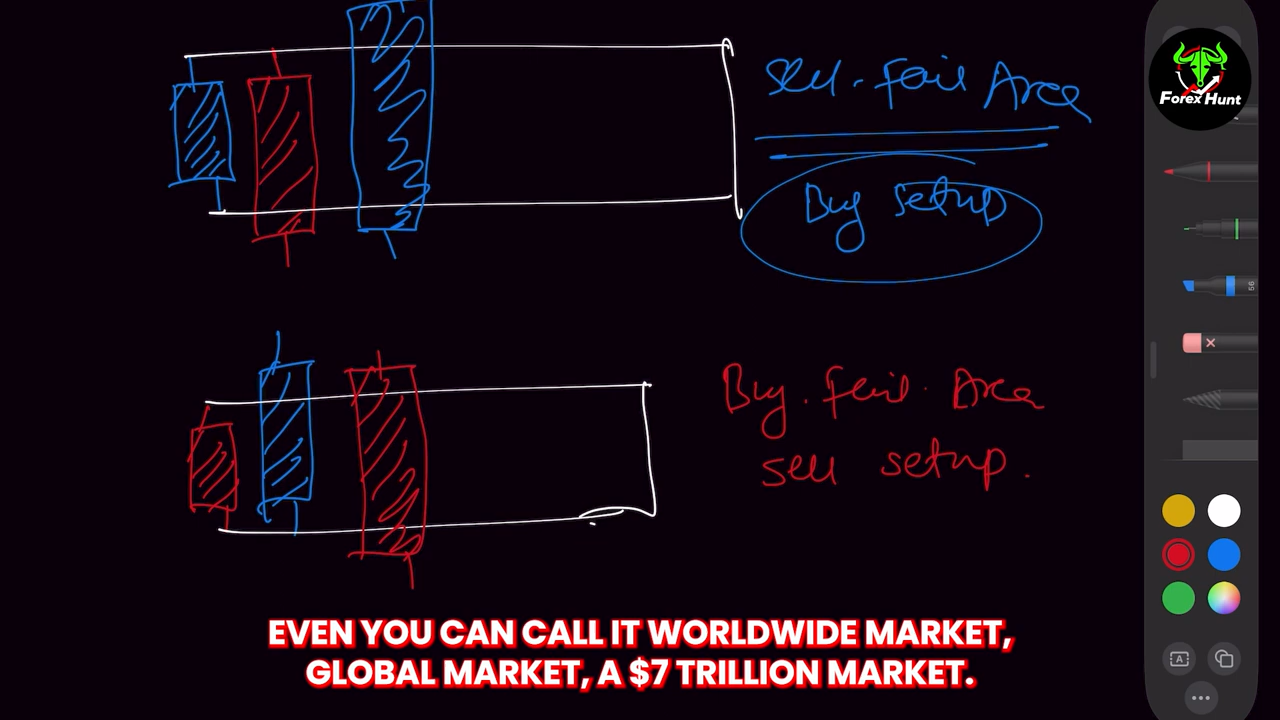 Forex Hunt
Sell. Fail Area
Buy setup
Buy. Fail. Area
sell setup.
EVEN YOU CAN CALL IT WORLDWIDE MARKET,
GLOBAL MARKET, A $7 TRILLION MARKET.